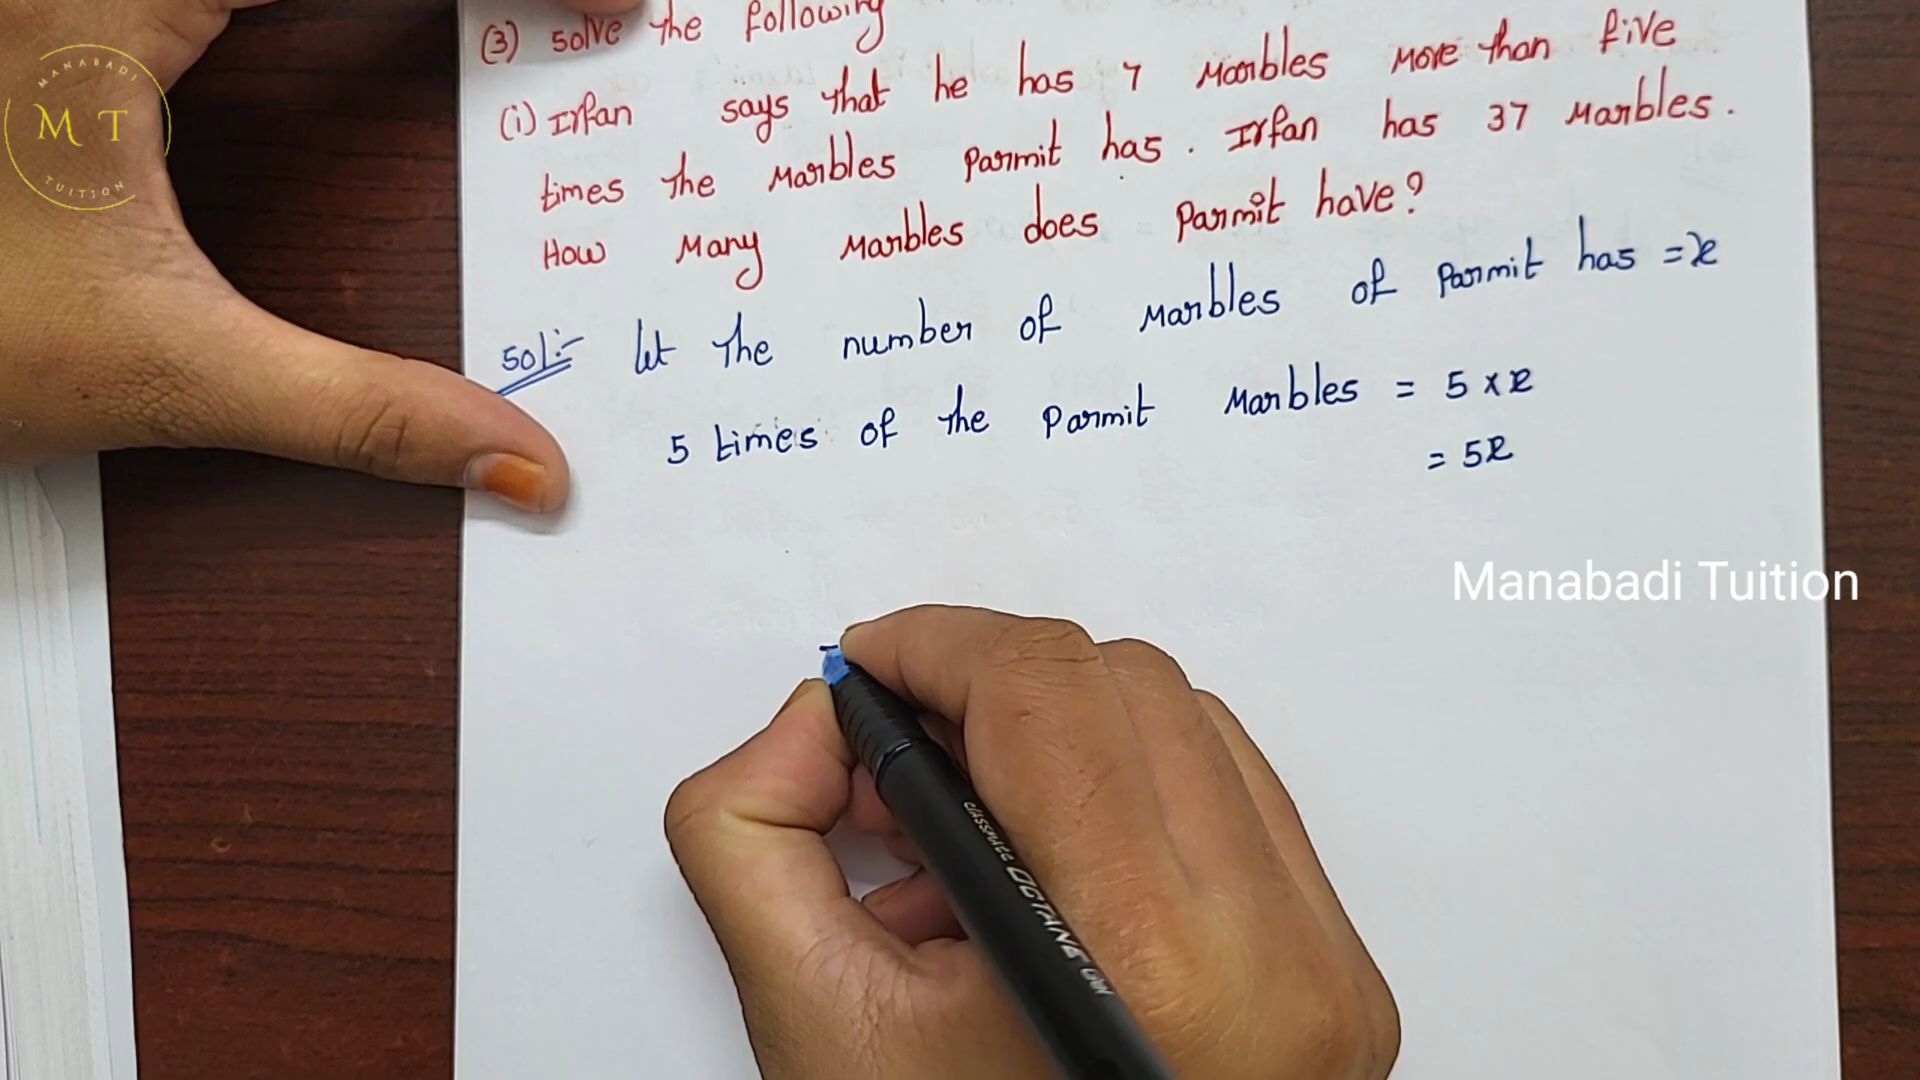 MANABADI
M T
TUITION
(3) solve the following
(i) Irfan says that he has 7 Marbles More than five
times the Marbles Parmit has. Irfan has 37 Marbles.
How Many Marbles does Parmit have?
Sol:- let the number of Marbles of Parmit has = x
5 times of the Parmit Marbles = 5 × x
= 5x
Manabadi Tuition
classmate OCTANE GEL